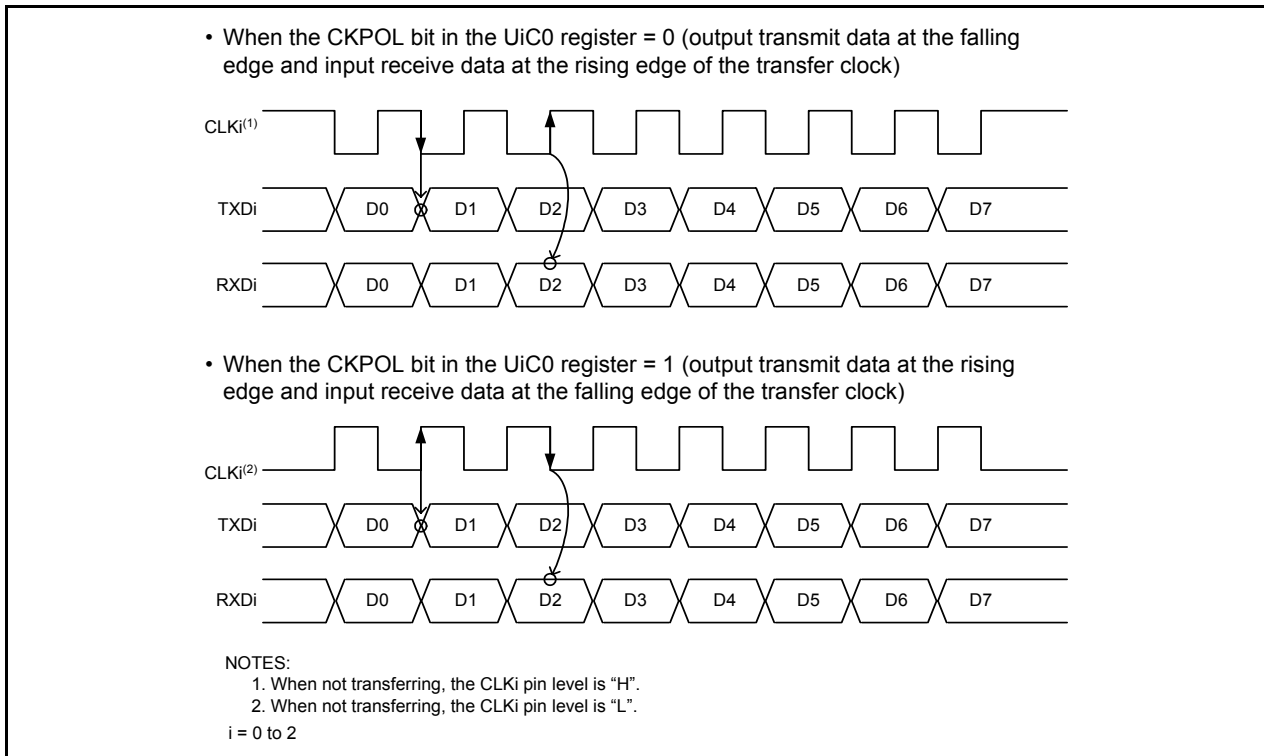 • When the CKPOL bit in the UiC0 register = 0 (output transmit data at the falling
edge and input receive data at the rising edge of the transfer clock)
CLKi(1)
TXDi D0 D1 D2 D3 D4 D5 D6 D7
RXDi D0 D1 D2 D3 D4 D5 D6 D7
• When the CKPOL bit in the UiC0 register = 1 (output transmit data at the rising
edge and input receive data at the falling edge of the transfer clock)
CLKi(2)
TXDi D0 D1 D2 D3 D4 D5 D6 D7
RXDi D0 D1 D2 D3 D4 D5 D6 D7
NOTES:
1. When not transferring, the CLKi pin level is “H”.
2. When not transferring, the CLKi pin level is “L”.
i = 0 to 2